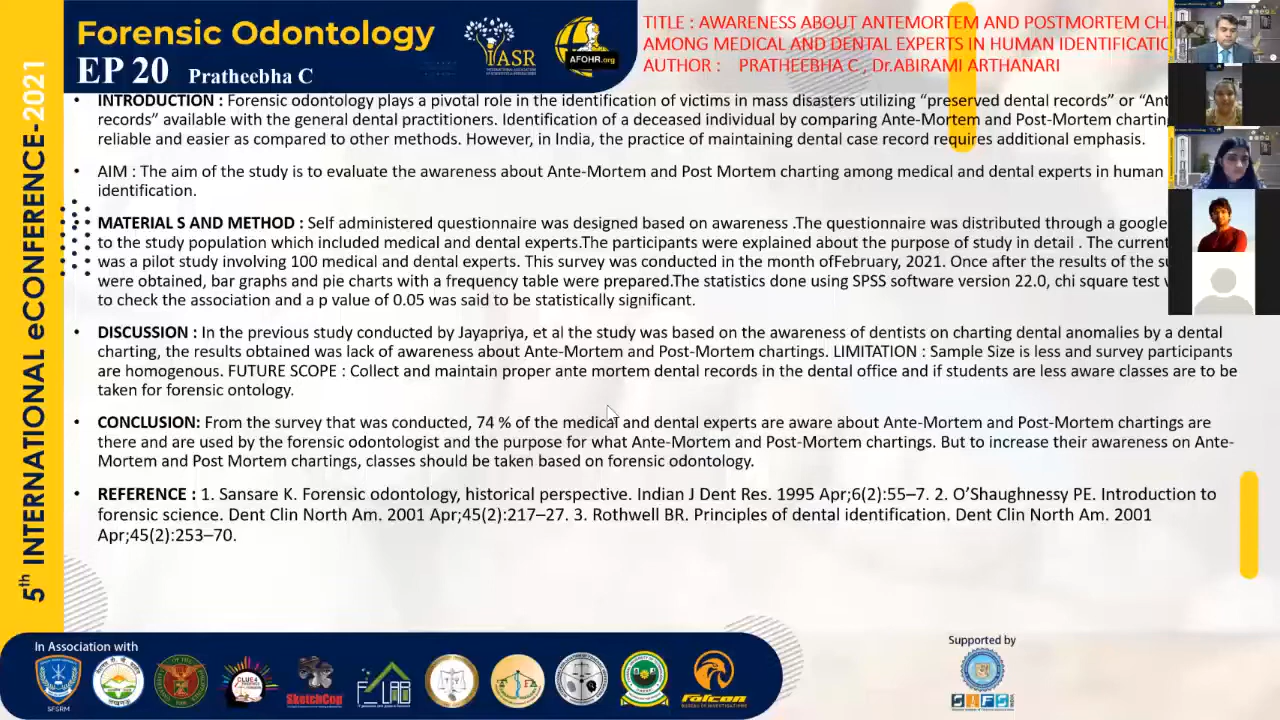 5th INTERNATIONAL eCONFERENCE-2021
Forensic Odontology
EP 20 Pratheebha C
IASR
AFOHR.org
TITLE : AWARENESS ABOUT ANTEMORTEM AND POSTMORTEM CH
AMONG MEDICAL AND DENTAL EXPERTS IN HUMAN IDENTIFICATIO
AUTHOR : PRATHEEBHA C , Dr.ABIRAMI ARTHANARI
• INTRODUCTION : Forensic odontology plays a pivotal role in the identification of victims in mass disasters utilizing “preserved dental records” or “Ant
records” available with the general dental practitioners. Identification of a deceased individual by comparing Ante-Mortem and Post-Mortem charting
reliable and easier as compared to other methods. However, in India, the practice of maintaining dental case record requires additional emphasis.
• AIM : The aim of the study is to evaluate the awareness about Ante-Mortem and Post Mortem charting among medical and dental experts in human
identification.
• MATERIAL S AND METHOD : Self administered questionnaire was designed based on awareness .The questionnaire was distributed through a google
to the study population which included medical and dental experts.The participants were explained about the purpose of study in detail . The current
was a pilot study involving 100 medical and dental experts. This survey was conducted in the month ofFebruary, 2021. Once after the results of the su
were obtained, bar graphs and pie charts with a frequency table were prepared.The statistics done using SPSS software version 22.0, chi square test
to check the association and a p value of 0.05 was said to be statistically significant.
• DISCUSSION : In the previous study conducted by Jayapriya, et al the study was based on the awareness of dentists on charting dental anomalies by a dental
charting, the results obtained was lack of awareness about Ante-Mortem and Post-Mortem chartings. LIMITATION : Sample Size is less and survey participants
are homogenous. FUTURE SCOPE : Collect and maintain proper ante mortem dental records in the dental office and if students are less aware classes are to be
taken for forensic ontology.
• CONCLUSION: From the survey that was conducted, 74 % of the medical and dental experts are aware about Ante-Mortem and Post-Mortem chartings are
there and are used by the forensic odontologist and the purpose for what Ante-Mortem and Post-Mortem chartings. But to increase their awareness on Ante-
Mortem and Post Mortem chartings, classes should be taken based on forensic odontology.
• REFERENCE : 1. Sansare K. Forensic odontology, historical perspective. Indian J Dent Res. 1995 Apr;6(2):55–7. 2. O’Shaughnessy PE. Introduction to
forensic science. Dent Clin North Am. 2001 Apr;45(2):217–27. 3. Rothwell BR. Principles of dental identification. Dent Clin North Am. 2001
Apr;45(2):253–70.
In Association with
SFGRM
CLUE4
SketchCop
F LAB
Falcon
Supported by
SAFS